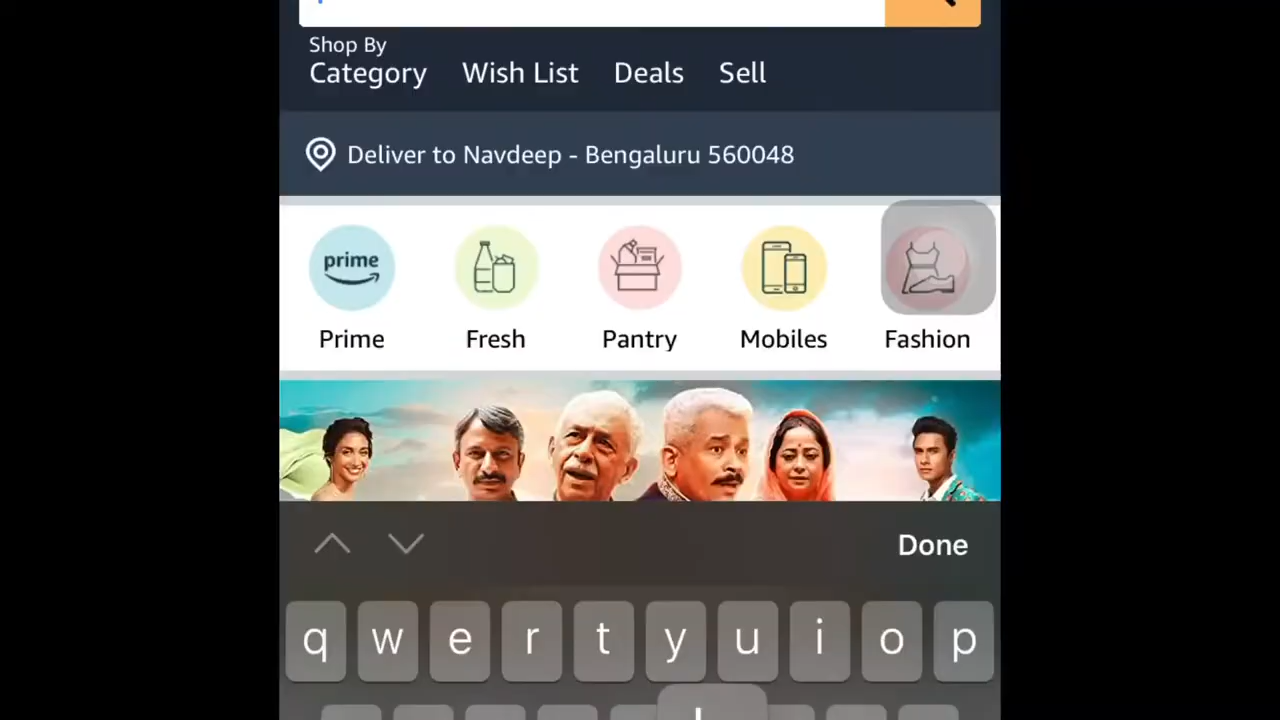 Shop By
Category Wish List Deals Sell
Deliver to Navdeep - Bengaluru 560048
prime
Prime Fresh Pantry Mobiles Fashion
Done
q w e r t y u i o p